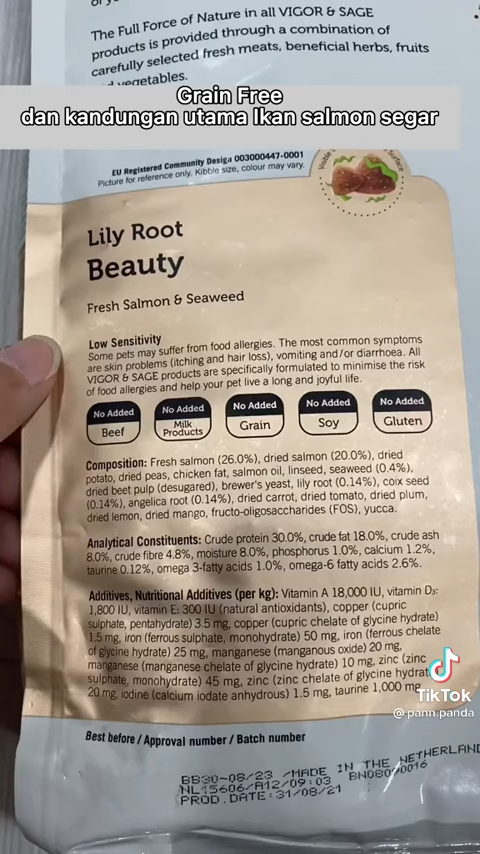 The Full Force of Nature in all VIGOR & SAGE
products is provided through a combination of
carefully selected fresh meats, beneficial herbs, fruits
vegetables.
Grain Free
dan kandungan utama Ikan salmon segar
EU Registered Community Design 003000447-0001
Picture for reference only. Kibble size, colour may vary.
Lily Root
Beauty
Fresh Salmon & Seaweed
Low Sensitivity
Some pets may suffer from food allergies. The most common symptoms
are skin problems (itching and hair loss), vomiting and/or diarrhoea. All
VIGOR & SAGE products are specifically formulated to minimise the risk
of food allergies and help your pet live a long and joyful life.
No Added Beef
No Added Milk Products
No Added Grain
No Added Soy
No Added Gluten
Composition: Fresh salmon (26.0%), dried salmon (20.0%), dried
potato, dried peas, chicken fat, salmon oil, linseed, seaweed (0.4%),
dried beet pulp (desugared), brewer's yeast, lily root (0.14%), coix seed
(0.14%), angelica root (0.14%), dried carrot, dried tomato, dried plum,
dried lemon, dried mango, fructo-oligosaccharides (FOS), yucca.
Analytical Constituents: Crude protein 30.0%, crude fat 18.0%, crude ash
8.0%, crude fibre 4.8%, moisture 8.0%, phosphorus 1.0%, calcium 1.2%,
taurine 0.12%, omega 3-fatty acids 1.0%, omega-6 fatty acids 2.6%.
Additives, Nutritional Additives (per kg): Vitamin A 18,000 IU, vitamin D₃:
1,800 IU, vitamin E: 300 IU (natural antioxidants), copper (cupric
sulphate, pentahydrate) 3.5 mg, copper (cupric chelate of glycine hydrate)
1.5 mg, iron (ferrous sulphate, monohydrate) 50 mg, iron (ferrous chelate
of glycine hydrate) 25 mg, manganese (manganous oxide) 20 mg,
manganese (manganese chelate of glycine hydrate) 10 mg, zinc (zinc
sulphate, monohydrate) 45 mg, zinc (zinc chelate of glycine hydrat
20 mg, iodine (calcium iodate anhydrous) 1.5 mg, taurine 1,000 mg
TikTok
@pann.panda
Best before / Approval number / Batch number
BB30-08/23 /MADE IN THE NETHERLAND
NL15606/A12/09:03
PROD.DATE:31/08/21